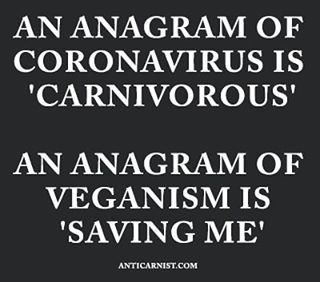 AN ANAGRAM OF
CORONAVIRUS IS
'CARNIVOROUS'
AN ANAGRAM OF
VEGANISM IS
'SAVING ME'
ANTICARNIST.COM